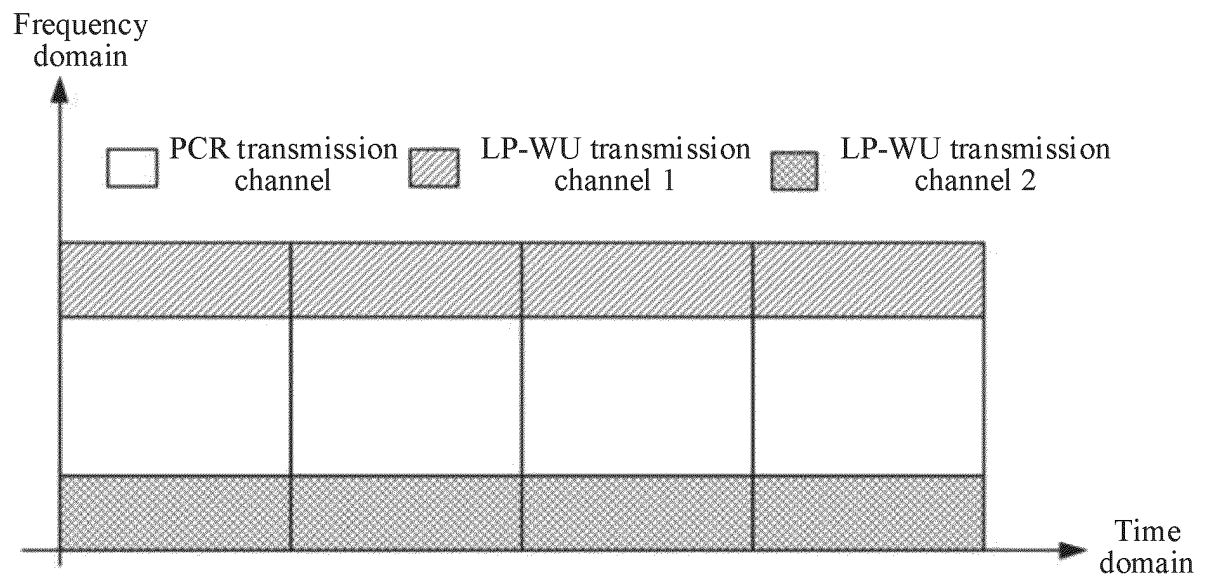 Frequency
domain
PCR transmission
channel
LP-WU transmission
channel 1
LP-WU transmission
channel 2
Time
domain